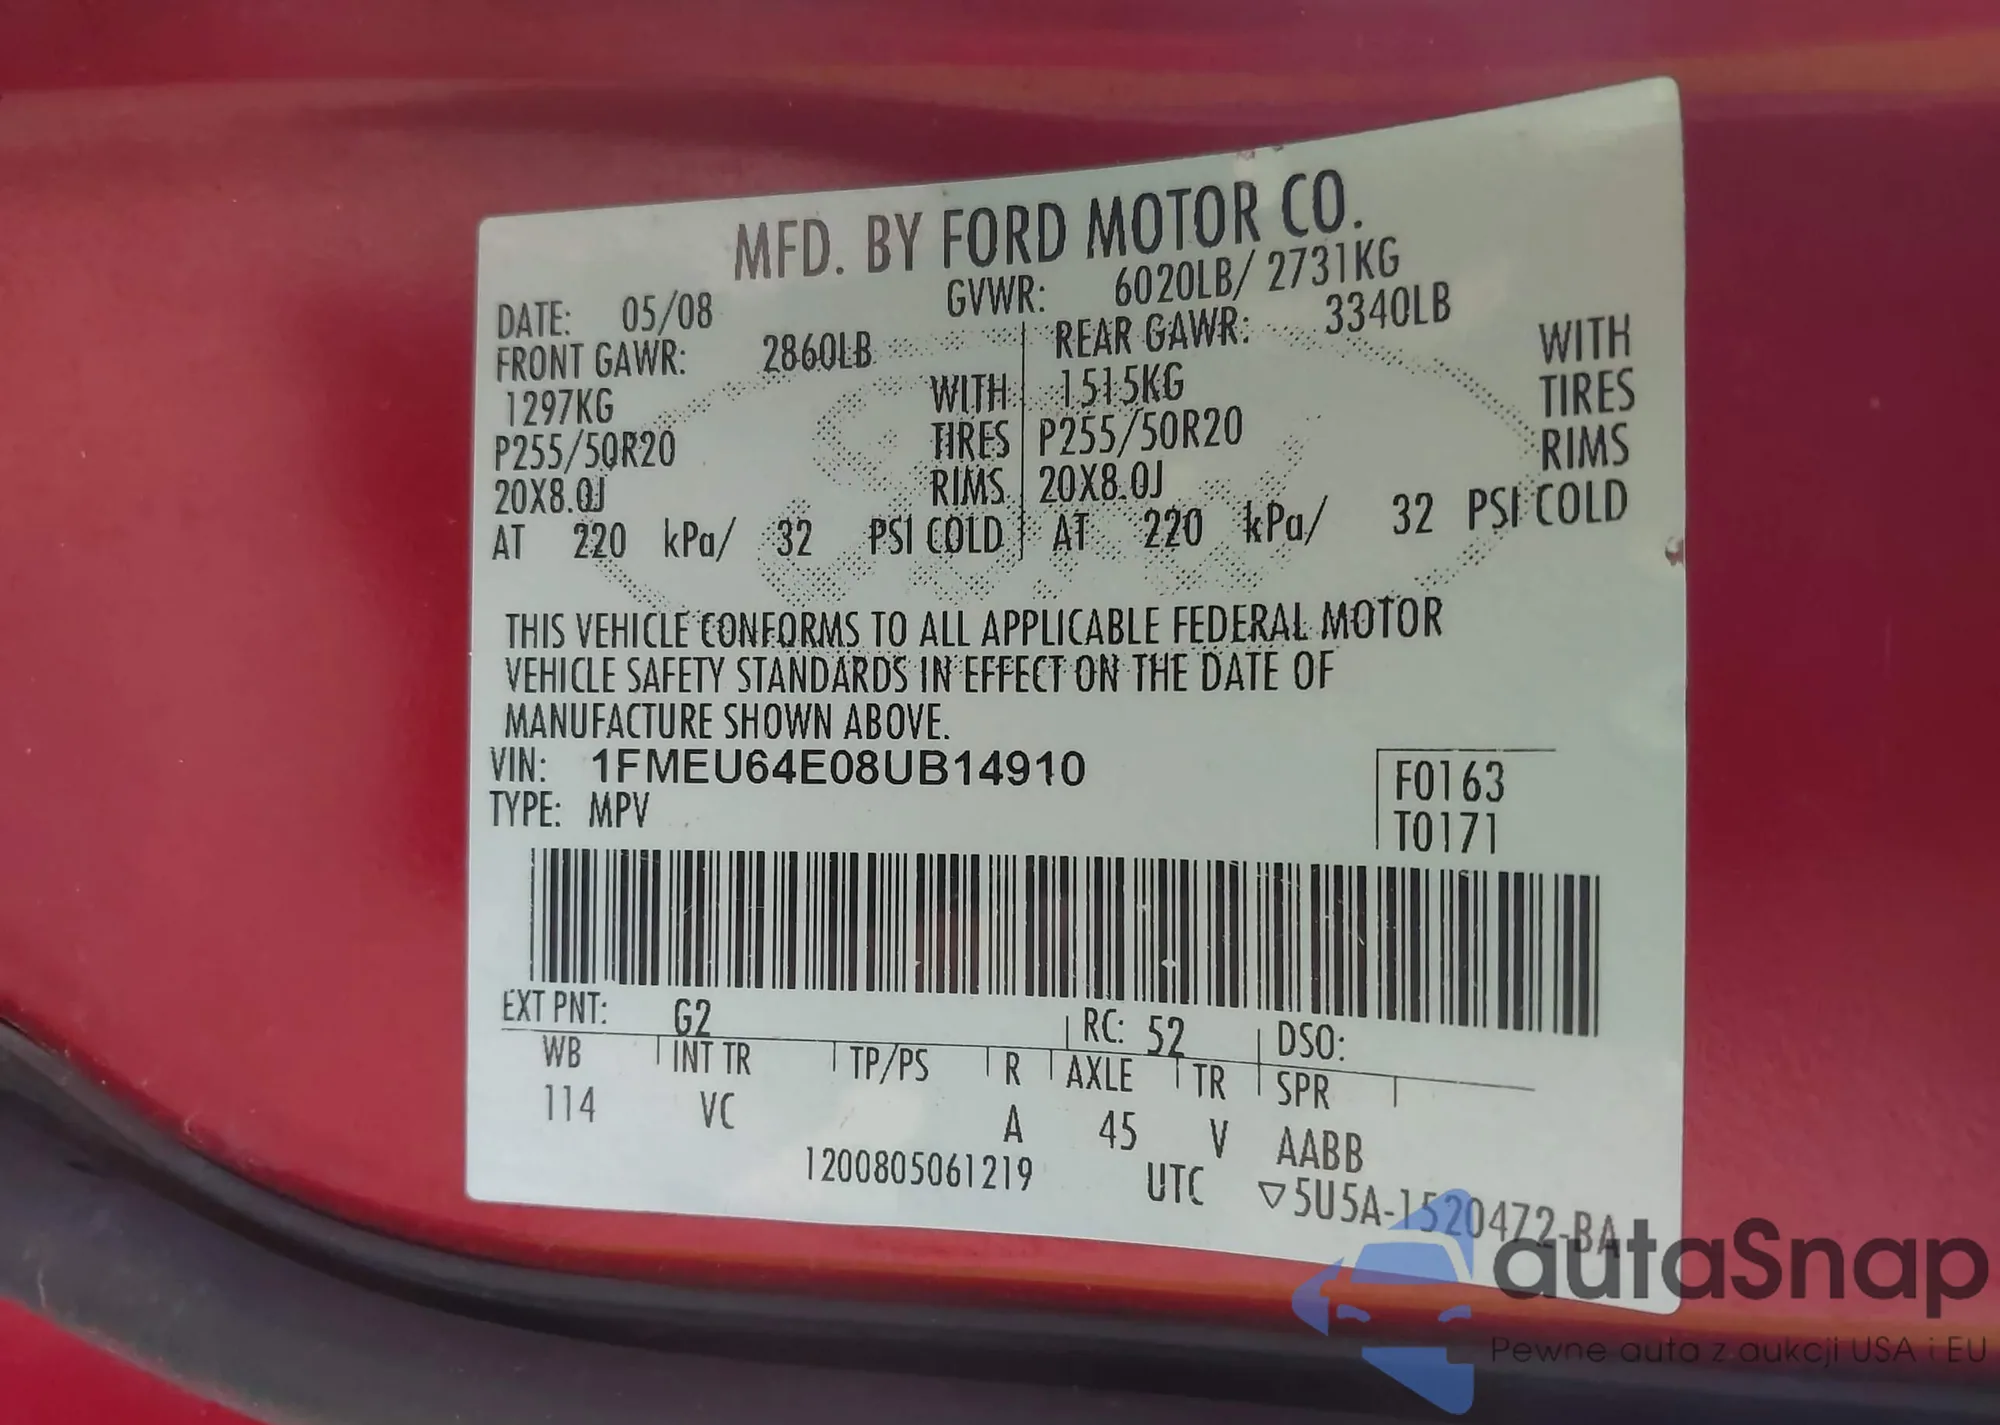 MFD. BY FORD MOTOR CO.
DATE: 05/08 GVWR: 6020LB/ 2731KG
FRONT GAWR: 2860LB REAR GAWR: 3340LB
1297KG WITH 1515KG WITH
P255/50R20 TIRES P255/50R20 TIRES
20X8.0J RIMS 20X8.0J RIMS
AT 220 kPa/ 32 PSI COLD AT 220 kPa/ 32 PSI COLD
THIS VEHICLE CONFORMS TO ALL APPLICABLE FEDERAL MOTOR
VEHICLE SAFETY STANDARDS IN EFFECT ON THE DATE OF
MANUFACTURE SHOWN ABOVE.
VIN: 1FMEU64E08UB14910
TYPE: MPV
F0163
T0171
EXT PNT: G2 RC: 52 DSO:
WB INT TR TP/PS R AXLE TR SPR
114 VC A 45 V AABB
1200805061219 UTC ▽5U5A-1520472-BA
autaSnap
Pewne auta z aukcji USA i EU